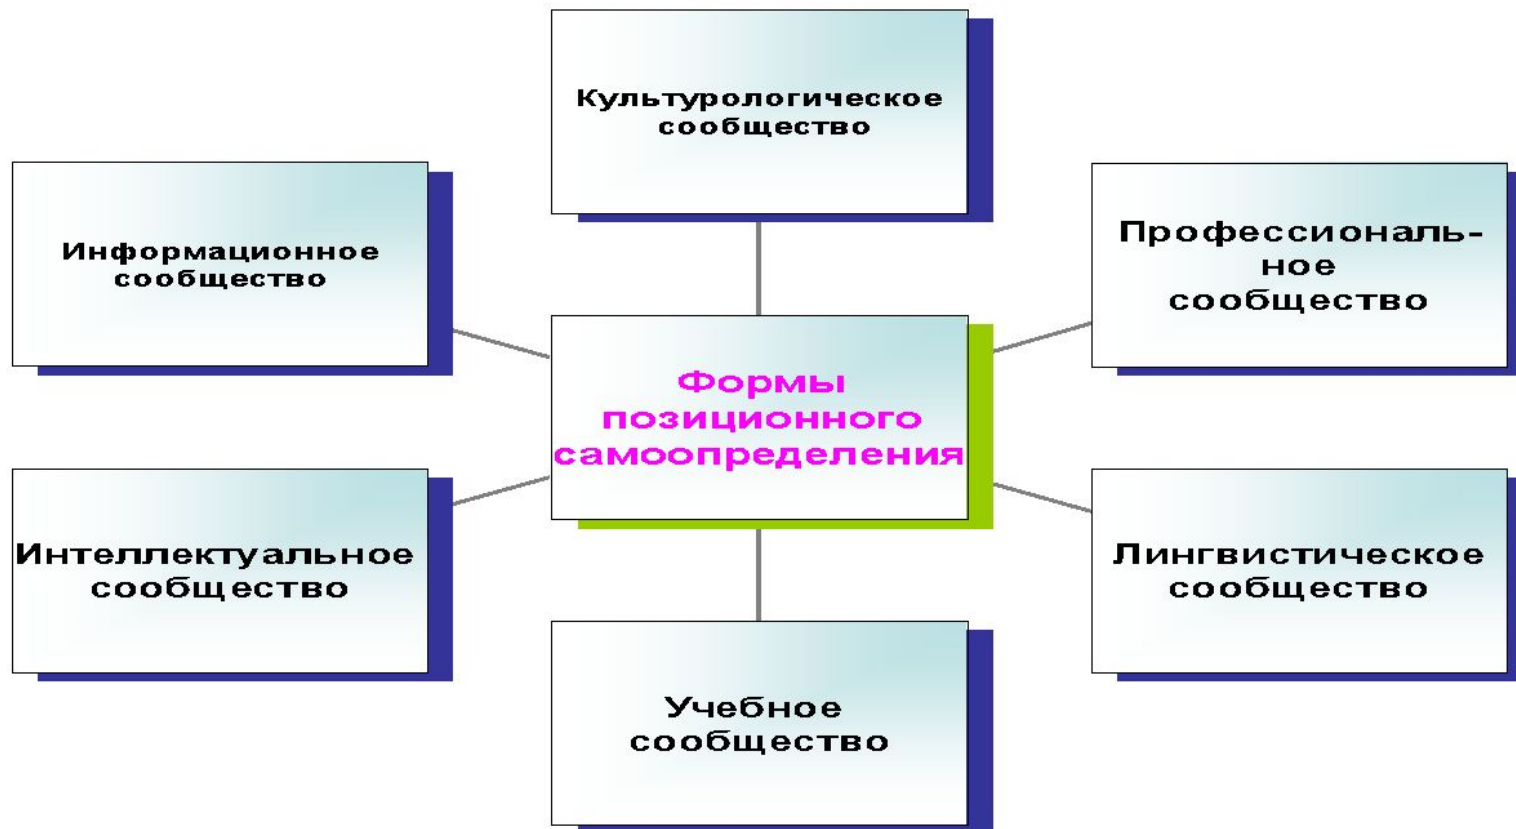 Культурологическое
сообщество
Информационное
сообщество
Профессиональ-
ное
сообщество
Формы
позиционного
самоопределения
Интеллектуальное
сообщество
Лингвистическое
сообщество
Учебное
сообщество